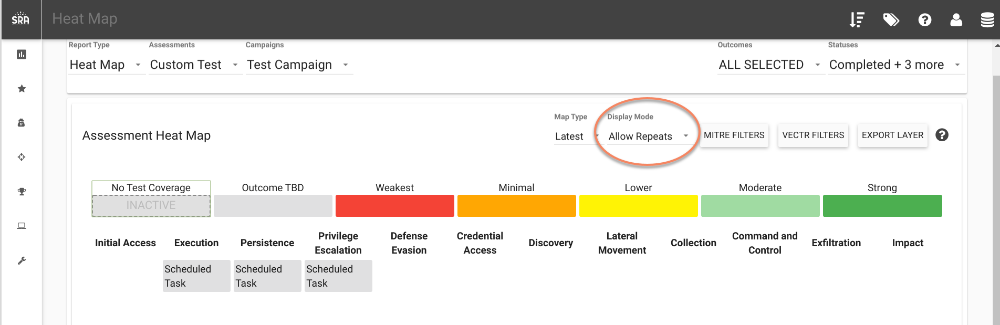 SRA
Heat Map
Report Type
Assessments
Campaigns
Outcomes
Statuses
Heat Map
Custom Test
Test Campaign
ALL SELECTED
Completed + 3 more
Map Type
Display Mode
Assessment Heat Map
Latest
Allow Repeats
MITRE FILTERS
VECTR FILTERS
EXPORT LAYER
No Test Coverage
Outcome TBD
Weakest
Minimal
Lower
Moderate
Strong
INACTIVE
Initial Access
Execution
Persistence
Privilege
Escalation
Defense
Evasion
Credential
Access
Discovery
Lateral
Movement
Collection
Command and
Control
Exfiltration
Impact
Scheduled
Task
Scheduled
Task
Scheduled
Task